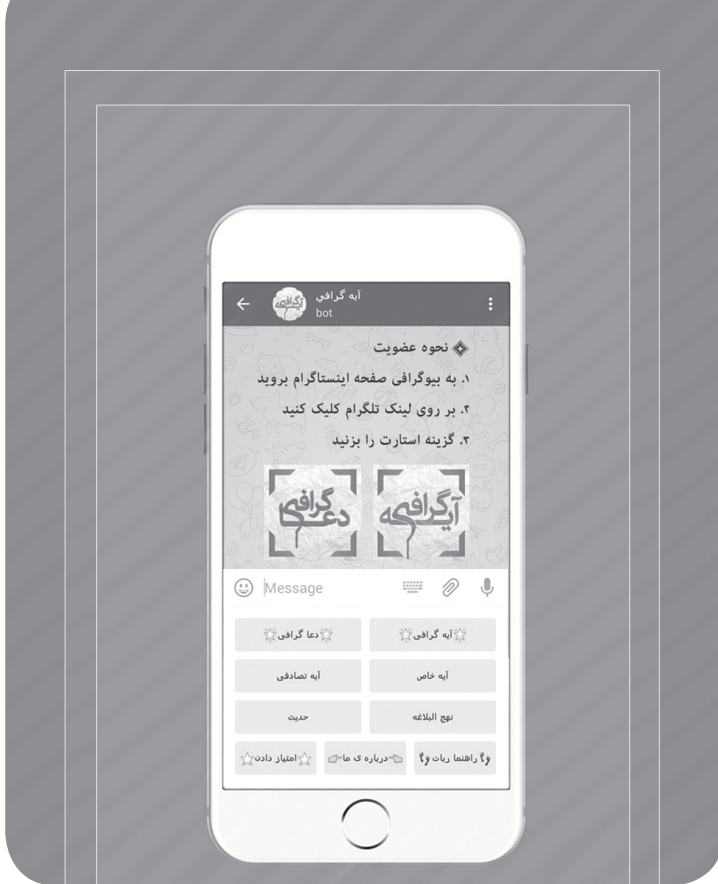 آیه گرافی
bot
نحوه عضویت
۱. به بیوگرافی صفحه اینستاگرام بروید
۲. بر روی لینک تلگرام کلیک کنید
۳. گزینه استارت را بزنید
آیه گرافی
دعا گرافی
Message
آیه گرافی
دعا گرافی
آیه خاص
آیه تصادفی
نهج البلاغه
حدیث
راهنما ربات
درباره ی ما
امتیاز دادن